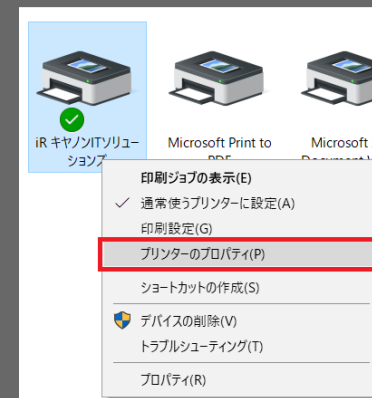 iR キヤノンITソリュー
ションズ
Microsoft Print to
PDF
Microsoft
印刷ジョブの表示(E)
通常使うプリンターに設定(A)
印刷設定(G)
プリンターのプロパティ(P)
ショートカットの作成(S)
デバイスの削除(V)
トラブルシューティング(T)
プロパティ(R)